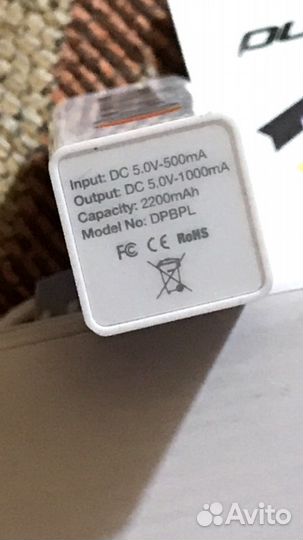 Input: DC 5.0V-500mA
Output: DC 5.0V-1000mA
Capacity: 2200mAh
Model No: DPBPL
FC CE RoHS
Avito